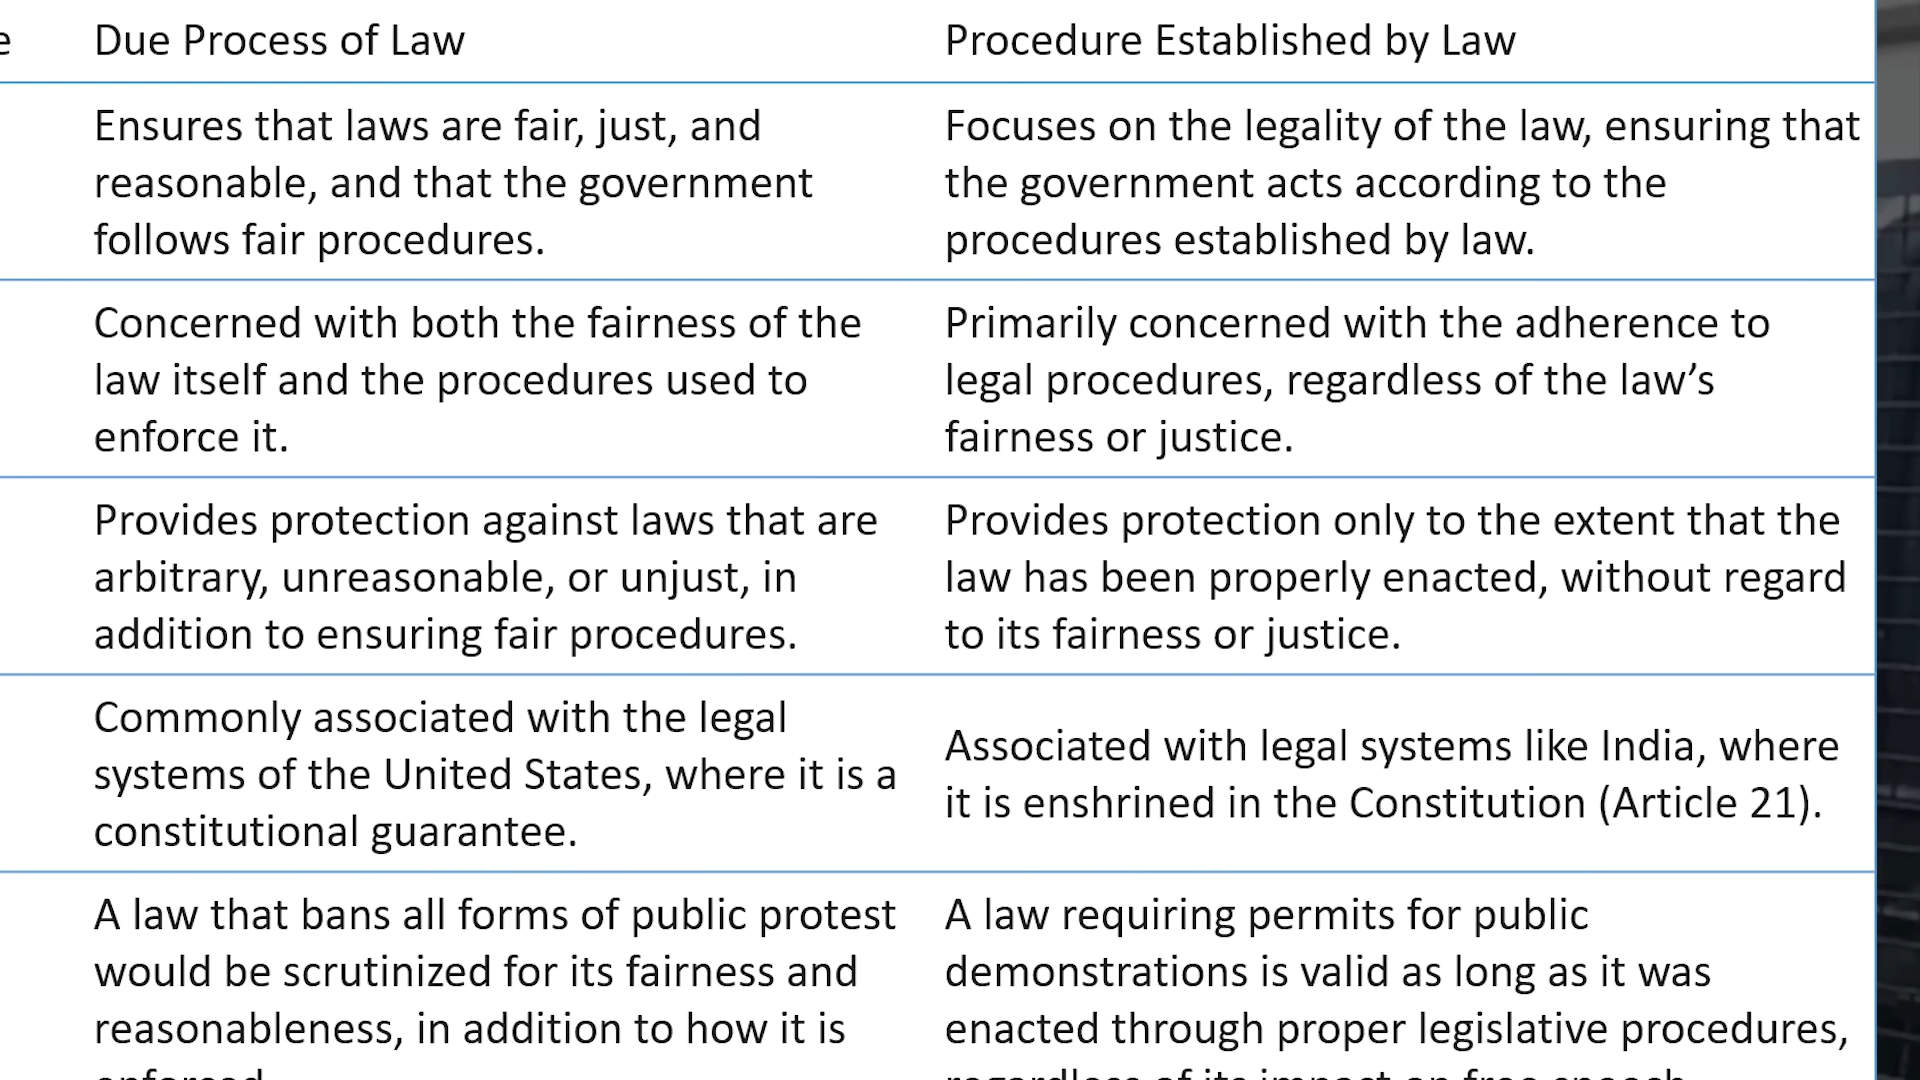 e
Due Process of Law
Procedure Established by Law
Ensures that laws are fair, just, and
reasonable, and that the government
follows fair procedures.
Focuses on the legality of the law, ensuring that
the government acts according to the
procedures established by law.
Concerned with both the fairness of the
law itself and the procedures used to
enforce it.
Primarily concerned with the adherence to
legal procedures, regardless of the law’s
fairness or justice.
Provides protection against laws that are
arbitrary, unreasonable, or unjust, in
addition to ensuring fair procedures.
Provides protection only to the extent that the
law has been properly enacted, without regard
to its fairness or justice.
Commonly associated with the legal
systems of the United States, where it is a
constitutional guarantee.
Associated with legal systems like India, where
it is enshrined in the Constitution (Article 21).
A law that bans all forms of public protest
would be scrutinized for its fairness and
reasonableness, in addition to how it is
enforced.
A law requiring permits for public
demonstrations is valid as long as it was
enacted through proper legislative procedures,
regardless of its impact on free speech.